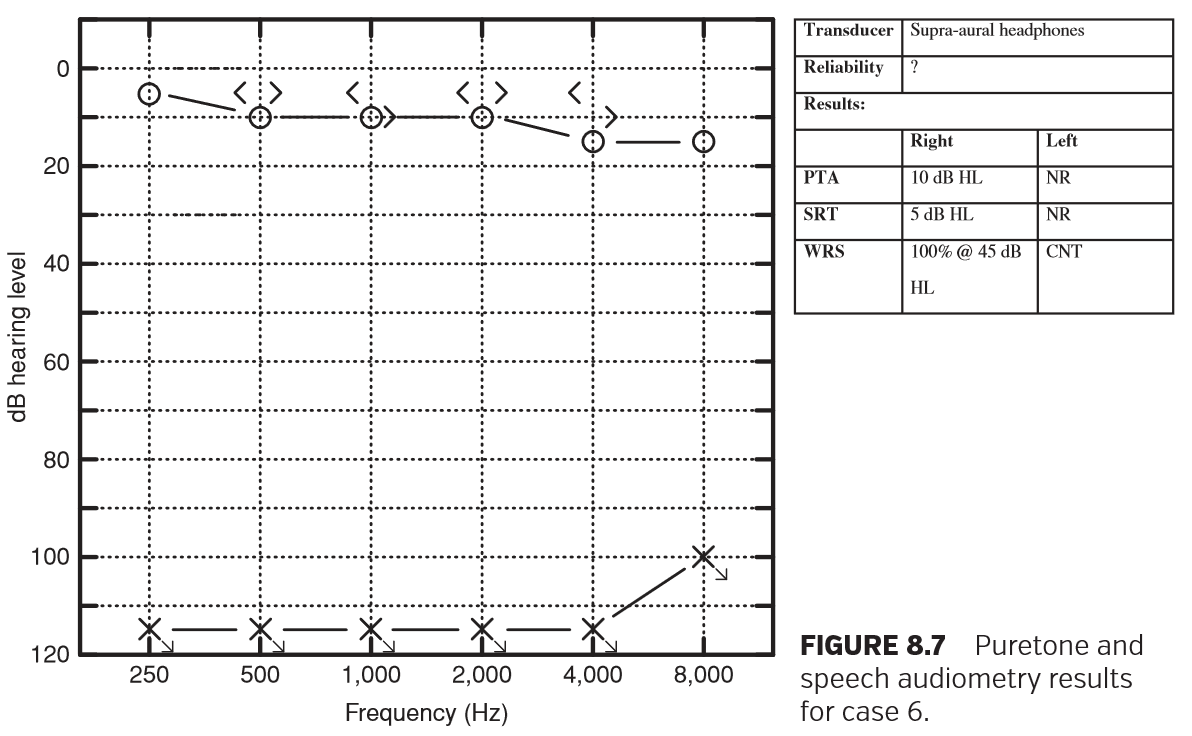 0
20
40
60
80
100
120
dB hearing level
250 500 1,000 2,000 4,000 8,000
Frequency (Hz)
Transducer Supra-aural headphones
Reliability ?
Results:
Right Left
PTA 10 dB HL NR
SRT 5 dB HL NR
WRS 100% @ 45 dB CNT
HL
FIGURE 8.7 Puretone and
speech audiometry results
for case 6.